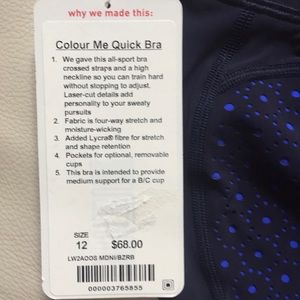 why we made this:
Colour Me Quick Bra
1. We gave this all-sport bra
crossed straps and a high
neckline so you can train hard
without stopping to adjust.
Laser-cut details add
personality to your sweaty
pursuits
2. Fabric is four-way stretch and
moisture-wicking
3. Added Lycra® fibre for stretch
and shape retention
4. Pockets for optional, removable
cups
5. This bra is intended to provide
medium support for a B/C cup
SIZE
12 $68.00
LW2AOOS MDNI/BZRB
000003765855